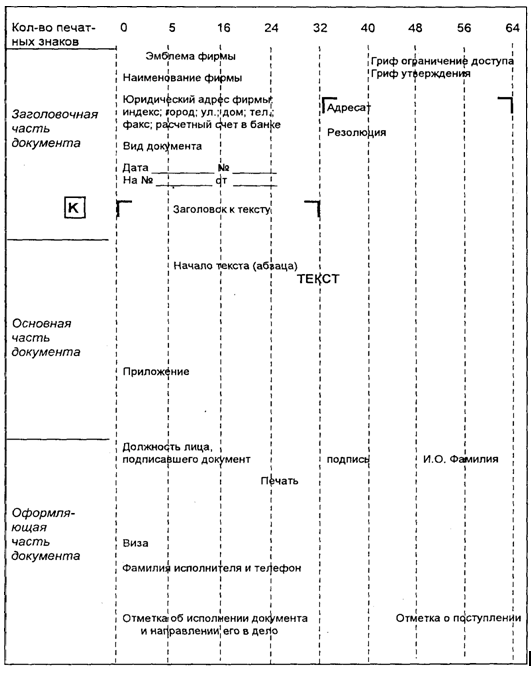 Кол-во печат- 0 5 16 24 32 40 48 56 64
ных знаков
Эмблема фирмы
Гриф ограничение доступа
Наименование фирмы
Гриф утверждения
Заголовочная
часть
документа
Юридический адрес фирмы,
индекс; город; ул.; дом; тел,
факс; расчетный счет в банке
Адресат
Резолюция
Вид документа
Дата ________ № ________
На № ________ от ________
К
Заголовок к тексту
Начало текста (абзаца)
ТЕКСТ
Основная
часть
документа
Приложение
Должность лица,
подписавшего документ подпись И.О. Фамилия
Печать
Оформля-
ющая
часть
документа
Виза
Фамилия исполнителя и телефон
Отметка об исполнении документа Отметка о поступлении
и направлении его в дело